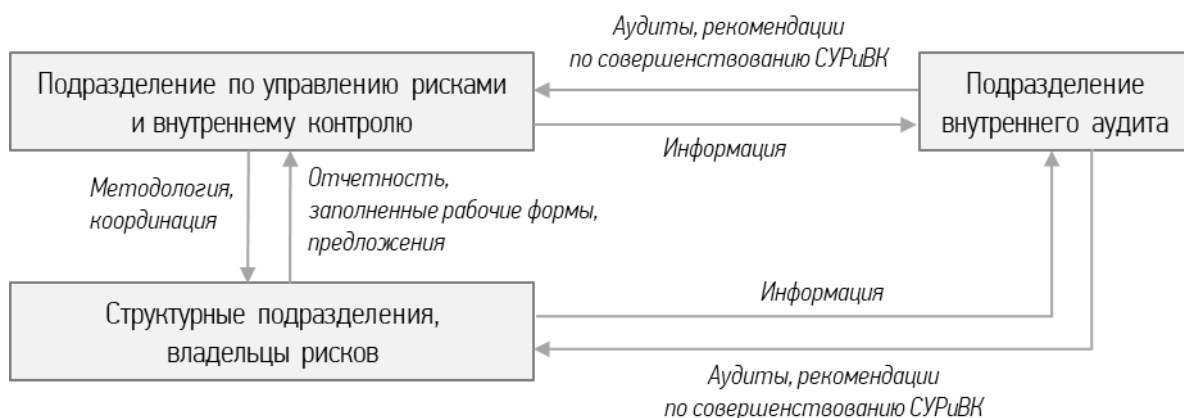 Аудиты, рекомендации
по совершенствованию СУРиВК
Подразделение по управлению рисками
и внутреннему контролю
Подразделение
внутреннего аудита
Информация
Методология,
координация
Отчетность,
заполненные рабочие формы,
предложения
Структурные подразделения,
владельцы рисков
Информация
Аудиты, рекомендации
по совершенствованию СУРиВК